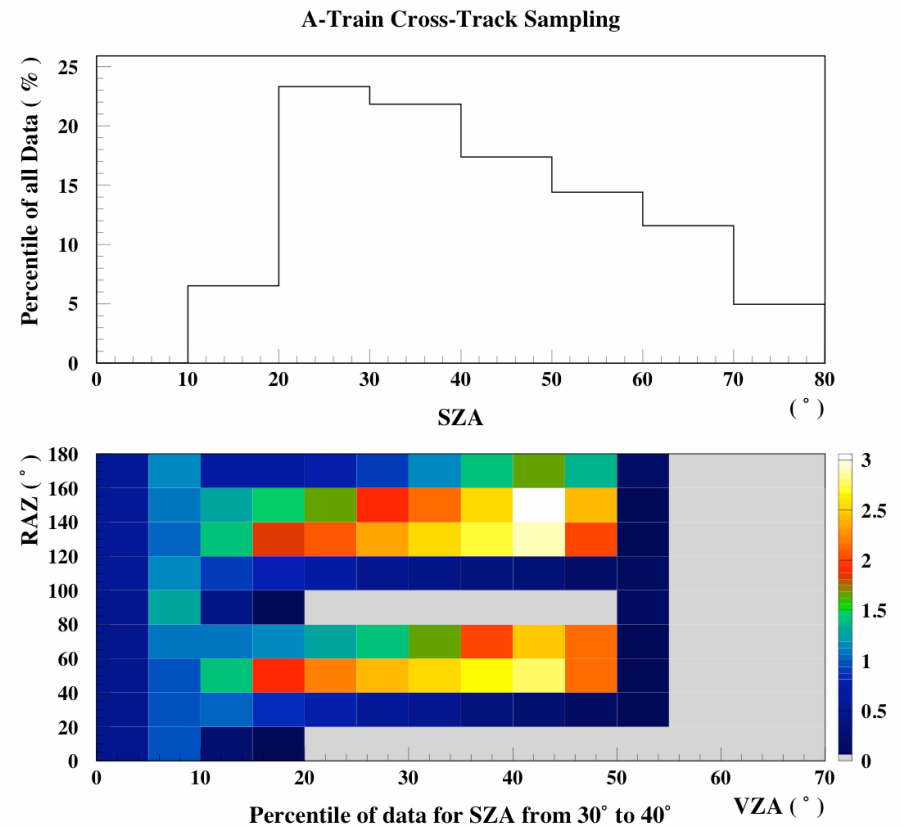 A-Train Cross-Track Sampling
Percentile of all Data ( % )
25
20
15
10
5
0
0 10 20 30 40 50 60 70 80
SZA
( ° )
RAZ ( ° )
180
160
140
120
100
80
60
40
20
0
0 10 20 30 40 50 60 70
3
2.5
2
1.5
1
0.5
0
Percentile of data for SZA from 30° to 40°
VZA ( ° )